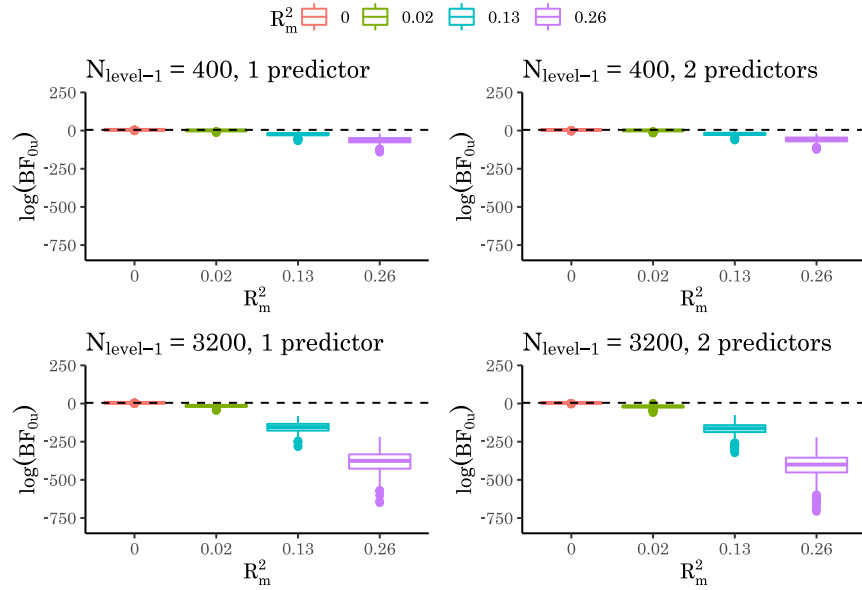 R²ₘ 0 0.02 0.13 0.26
N_level−1 = 400, 1 predictor
250
0
-250
-500
-750
log(BF₀ᵤ)
0 0.02 0.13 0.26
R²ₘ
N_level−1 = 400, 2 predictors
250
0
-250
-500
-750
log(BF₀ᵤ)
0 0.02 0.13 0.26
R²ₘ
N_level−1 = 3200, 1 predictor
250
0
-250
-500
-750
log(BF₀ᵤ)
0 0.02 0.13 0.26
R²ₘ
N_level−1 = 3200, 2 predictors
250
0
-250
-500
-750
log(BF₀ᵤ)
0 0.02 0.13 0.26
R²ₘ